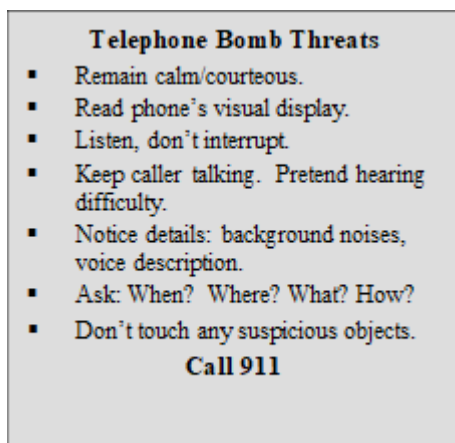 Telephone Bomb Threats
▪ Remain calm/courteous.
▪ Read phone's visual display.
▪ Listen, don't interrupt.
▪ Keep caller talking.  Pretend hearing
difficulty.
▪ Notice details: background noises,
voice description.
▪ Ask: When?  Where? What? How?
▪ Don't touch any suspicious objects.
Call 911